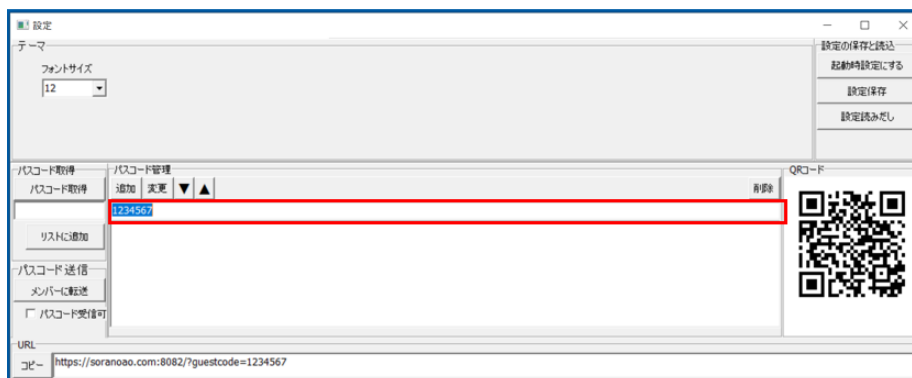 設定
テーマ
設定の保存と読込
フォントサイズ
起動時設定にする
12
設定保存
設定読みだし
パスコード取得
パスコード管理
QRコード
パスコード取得
追加 変更 ▼ ▲
削除
1234567
リストに追加
パスコード送信
メンバーに転送
パスコード受信可
URL
コピー
https://soranoao.com:8082/?guestcode=1234567